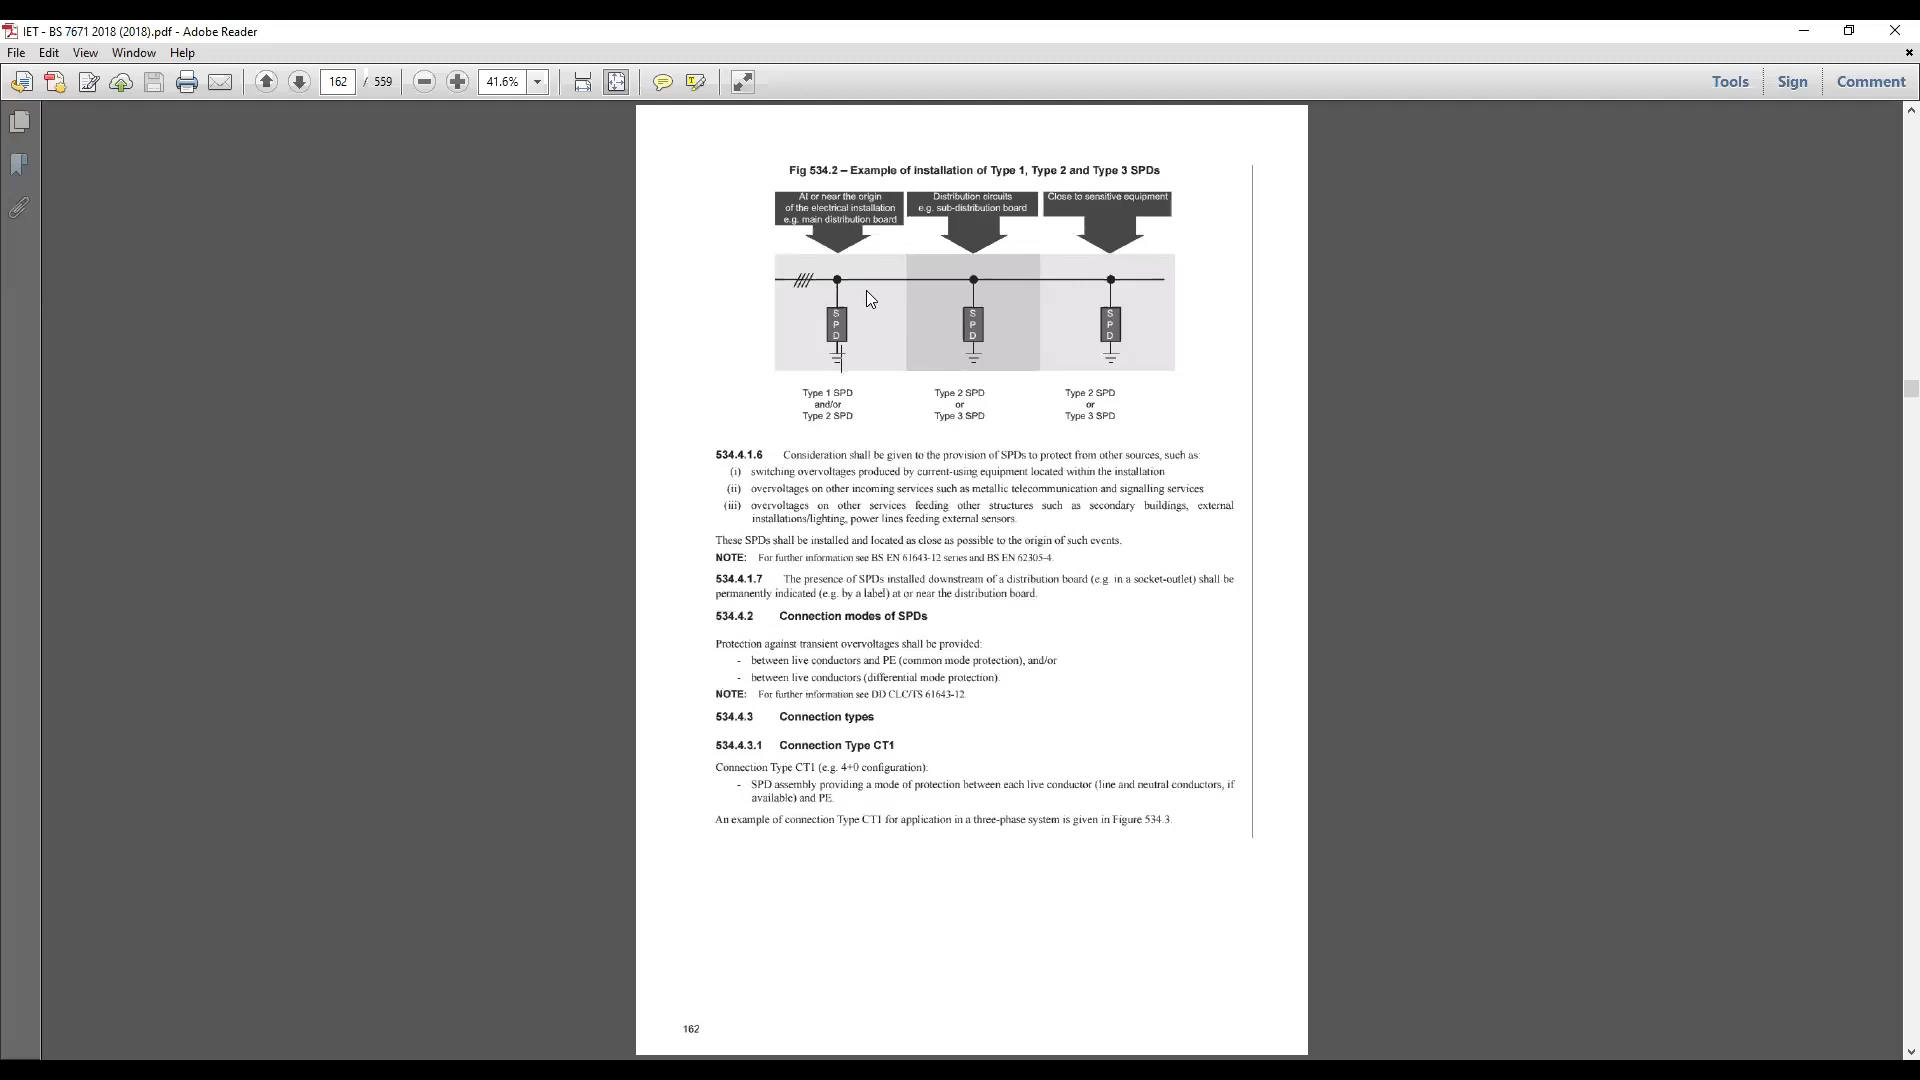 IET - BS 7671 2018 (2018).pdf - Adobe Reader
File Edit View Window Help
162 / 559 41.6% Tools Sign Comment
Fig 534.2 – Example of installation of Type 1, Type 2 and Type 3 SPDs
At or near the origin
of the electrical installation
e.g. main distribution board
Distribution circuits
e.g. sub-distribution board
Close to sensitive equipment
SPD
SPD
SPD
Type 1 SPD
and/or
Type 2 SPD
Type 2 SPD
or
Type 3 SPD
Type 2 SPD
or
Type 3 SPD
534.4.1.6 Consideration shall be given to the provision of SPDs to protect from other sources, such as:
(i) switching overvoltages produced by current-using equipment located within the installation
(ii) overvoltages on other incoming services such as metallic telecommunication and signalling services
(iii) overvoltages on other services feeding other structures such as secondary buildings, external
installations/lighting, power lines feeding external sensors.
These SPDs shall be installed and located as close as possible to the origin of such events.
NOTE: For further information see BS EN 61643-12 series and BS EN 62305-4.
534.4.1.7 The presence of SPDs installed downstream of a distribution board (e.g. in a socket-outlet) shall be
permanently indicated (e.g. by a label) at or near the distribution board.
534.4.2 Connection modes of SPDs
Protection against transient overvoltages shall be provided:
- between live conductors and PE (common mode protection), and/or
- between live conductors (differential mode protection).
NOTE: For further information see DD CLC/TS 61643-12.
534.4.3 Connection types
534.4.3.1 Connection Type CT1
Connection Type CT1 (e.g. 4+0 configuration):
- SPD assembly providing a mode of protection between each live conductor (line and neutral conductors, if
available) and PE.
An example of connection Type CT1 for application in a three-phase system is given in Figure 534.3.
162